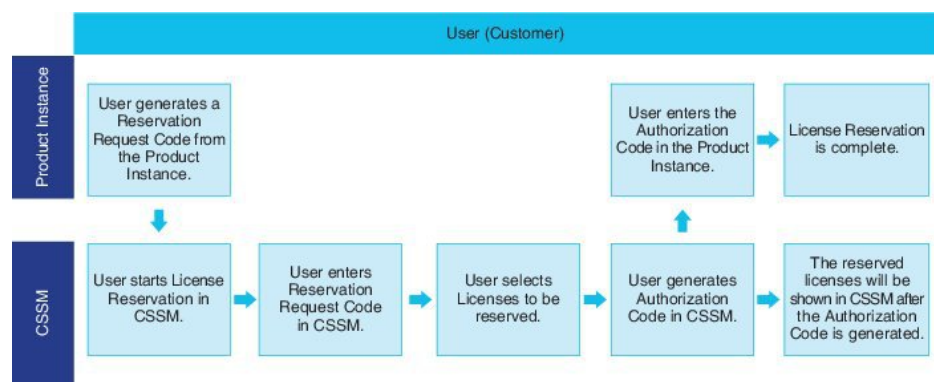 User (Customer)
Product Instance
User generates a
Reservation
Request Code from
the Product
Instance.
User enters the
Authorization
Code in the Product
Instance.
License Reservation
is complete.
CSSM
User starts License
Reservation in
CSSM.
User enters
Reservation
Request Code
in CSSM.
User selects
Licenses to be
reserved.
User generates
Authorization
Code in CSSM.
The reserved
licenses will be
shown in CSSM after
the Authorization
Code is generated.